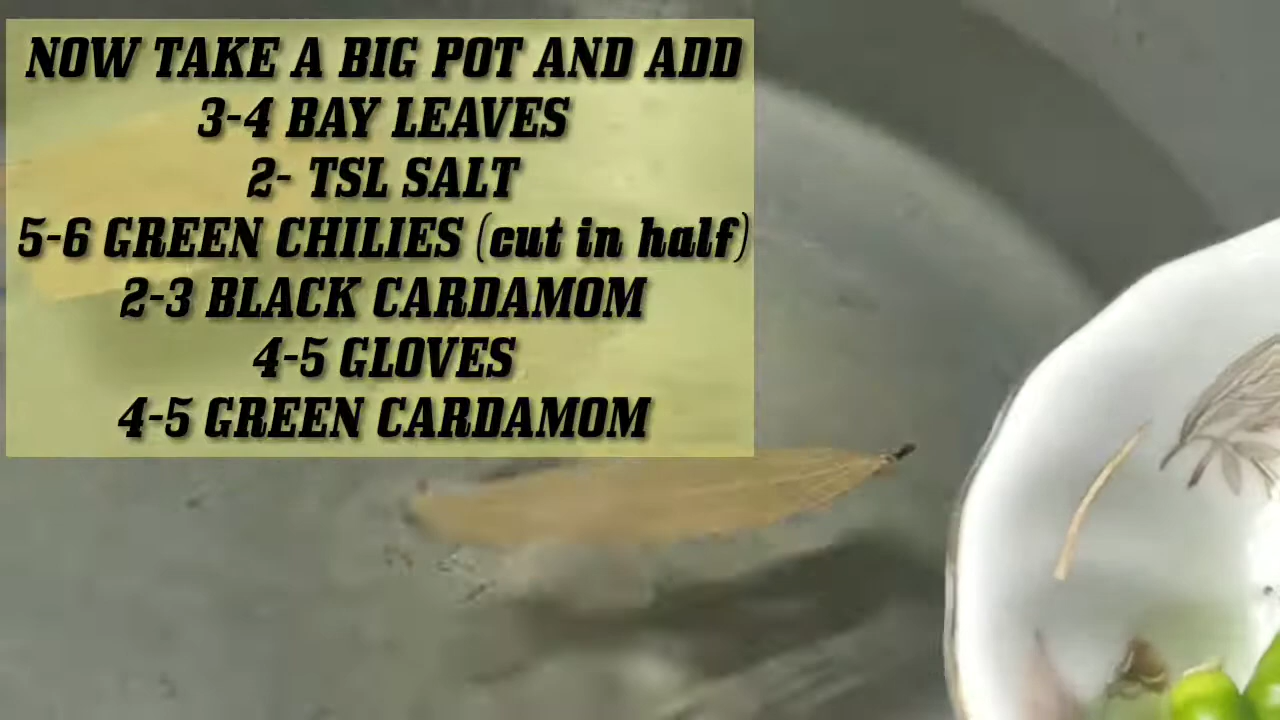 NOW TAKE A BIG POT AND ADD
3-4 BAY LEAVES
2- TSL SALT
5-6 GREEN CHILIES (cut in half)
2-3 BLACK CARDAMOM
4-5 GLOVES
4-5 GREEN CARDAMOM